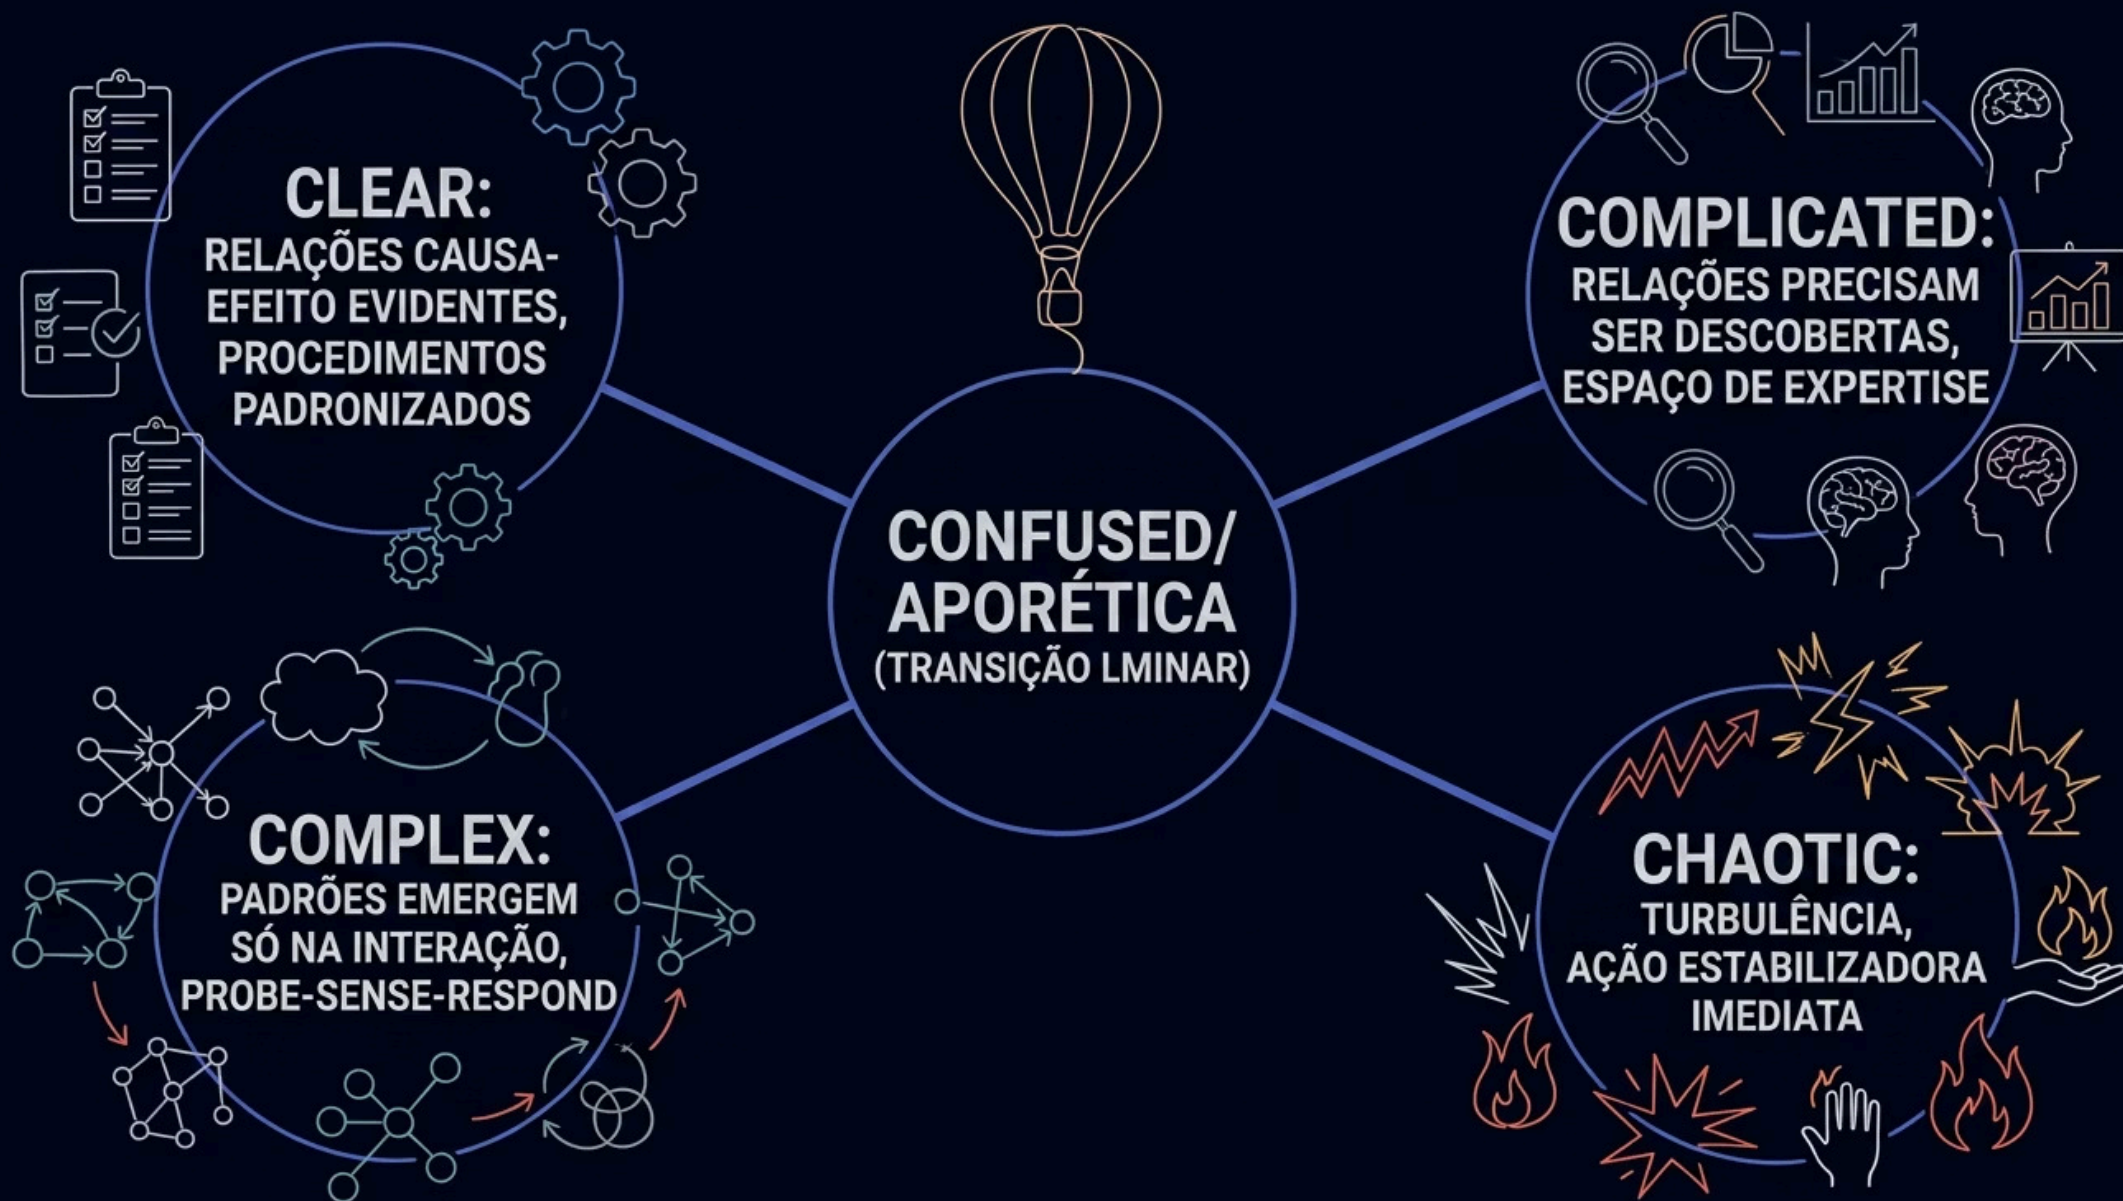 CLEAR:
RELAÇÕES CAUSA-
EFEITO EVIDENTES,
PROCEDIMENTOS
PADRONIZADOS
COMPLICATED:
RELAÇÕES PRECISAM
SER DESCOBERTAS,
ESPAÇO DE EXPERTISE
CONFUSED/
APORÉTICA
(TRANSIÇÃO LMINAR)
COMPLEX:
PADRÕES EMERGEM
SÓ NA INTERAÇÃO,
PROBE-SENSE-RESPOND
CHAOTIC:
TURBULÊNCIA,
AÇÃO ESTABILIZADORA
IMEDIATA